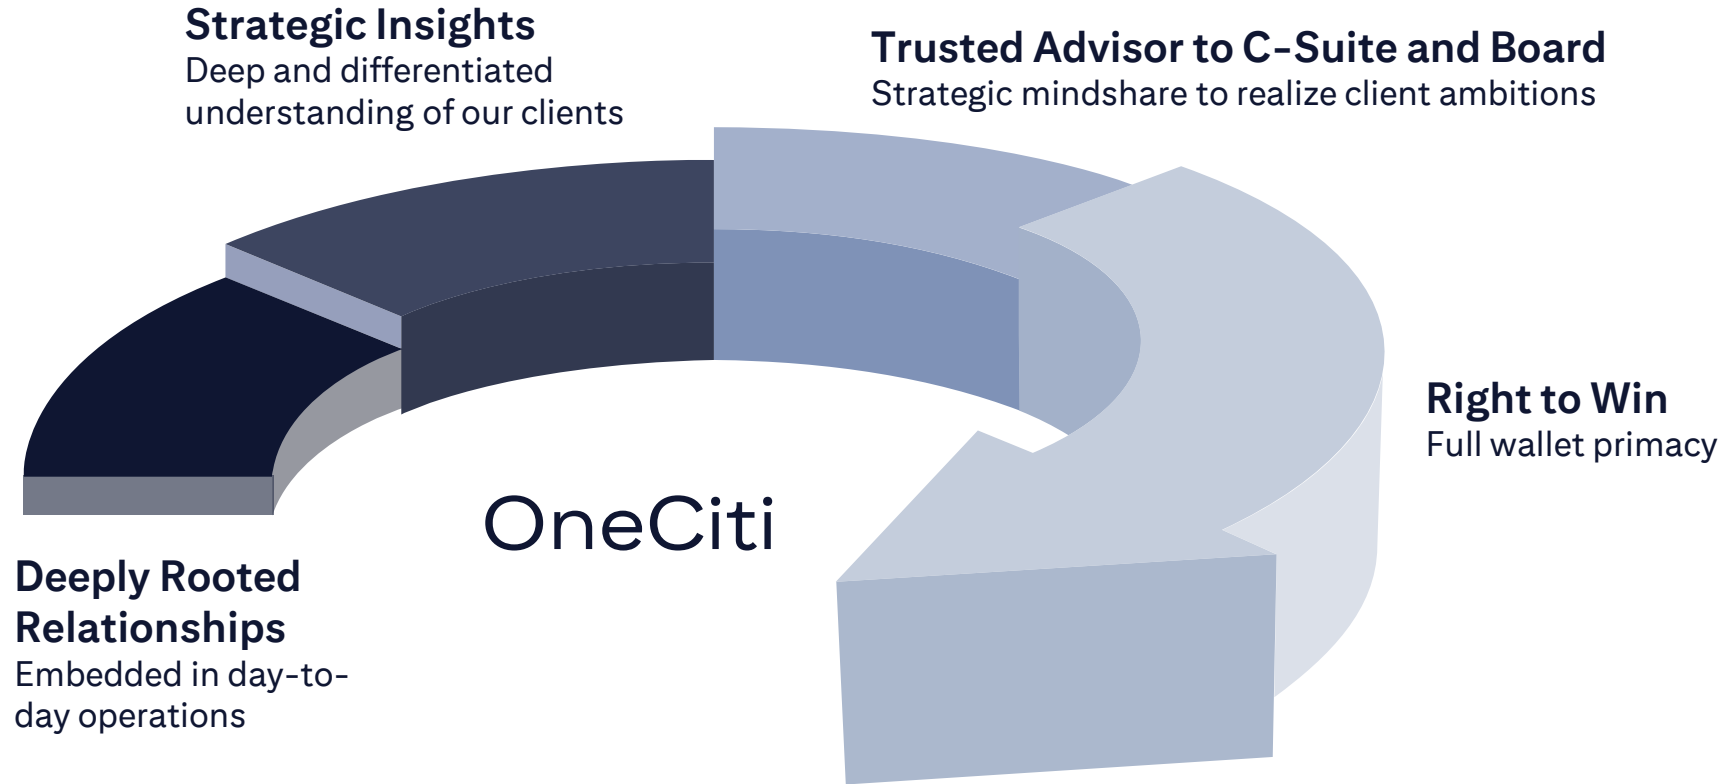 Strategic Insights
Deep and differentiated
understanding of our clients
Trusted Advisor to C-Suite and Board
Strategic mindshare to realize client ambitions
Right to Win
Full wallet primacy
OneCiti
Deeply Rooted
Relationships
Embedded in day-to-
day operations